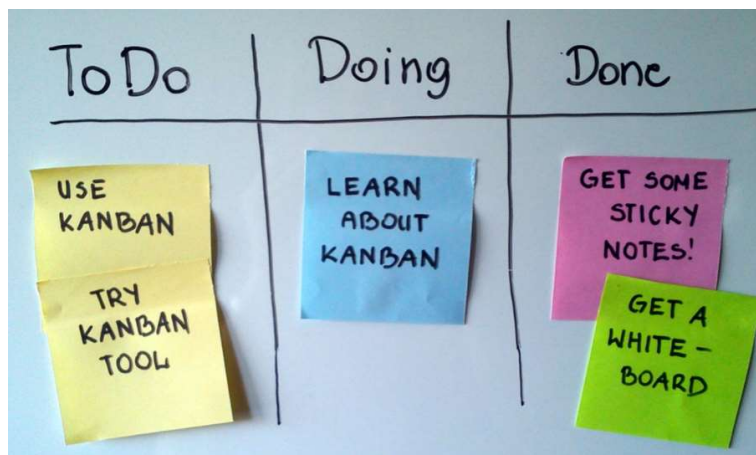 To Do
Doing
Done
USE
KANBAN
TRY
KANBAN
TOOL
LEARN
ABOUT
KANBAN
GET SOME
STICKY
NOTES!
GET A
WHITE-
BOARD